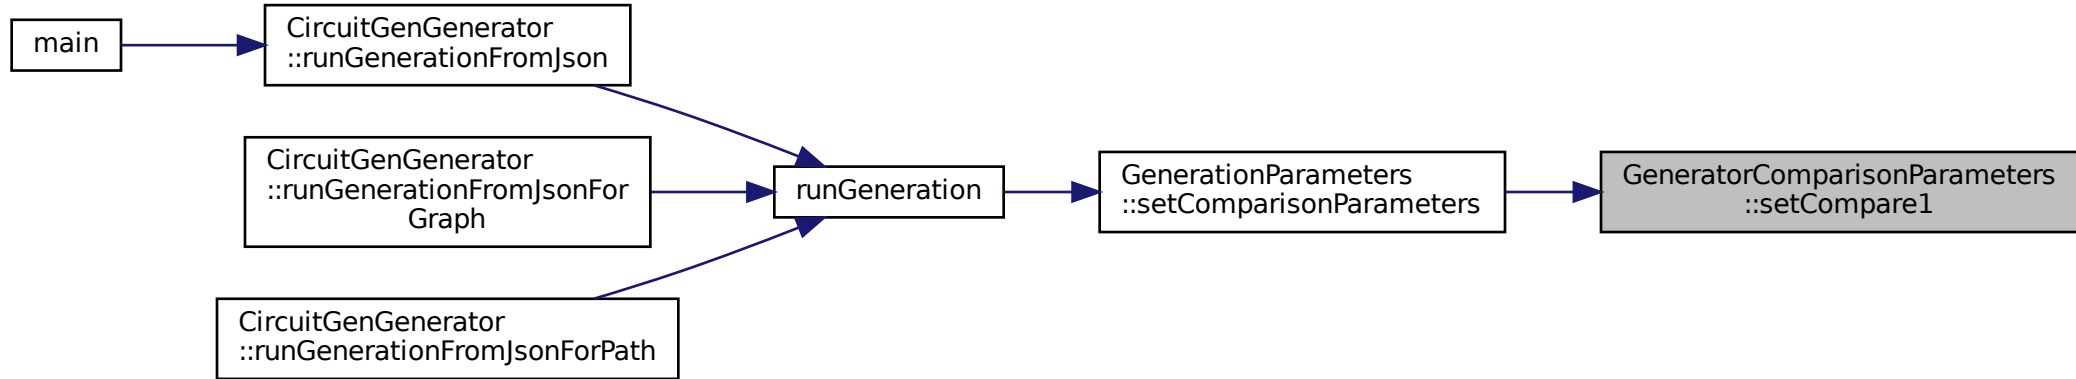 main
CircuitGenGenerator
::runGenerationFromJson
CircuitGenGenerator
::runGenerationFromJsonFor
Graph
CircuitGenGenerator
::runGenerationFromJsonForPath
runGeneration
GenerationParameters
::setComparisonParameters
GeneratorComparisonParameters
::setCompare1